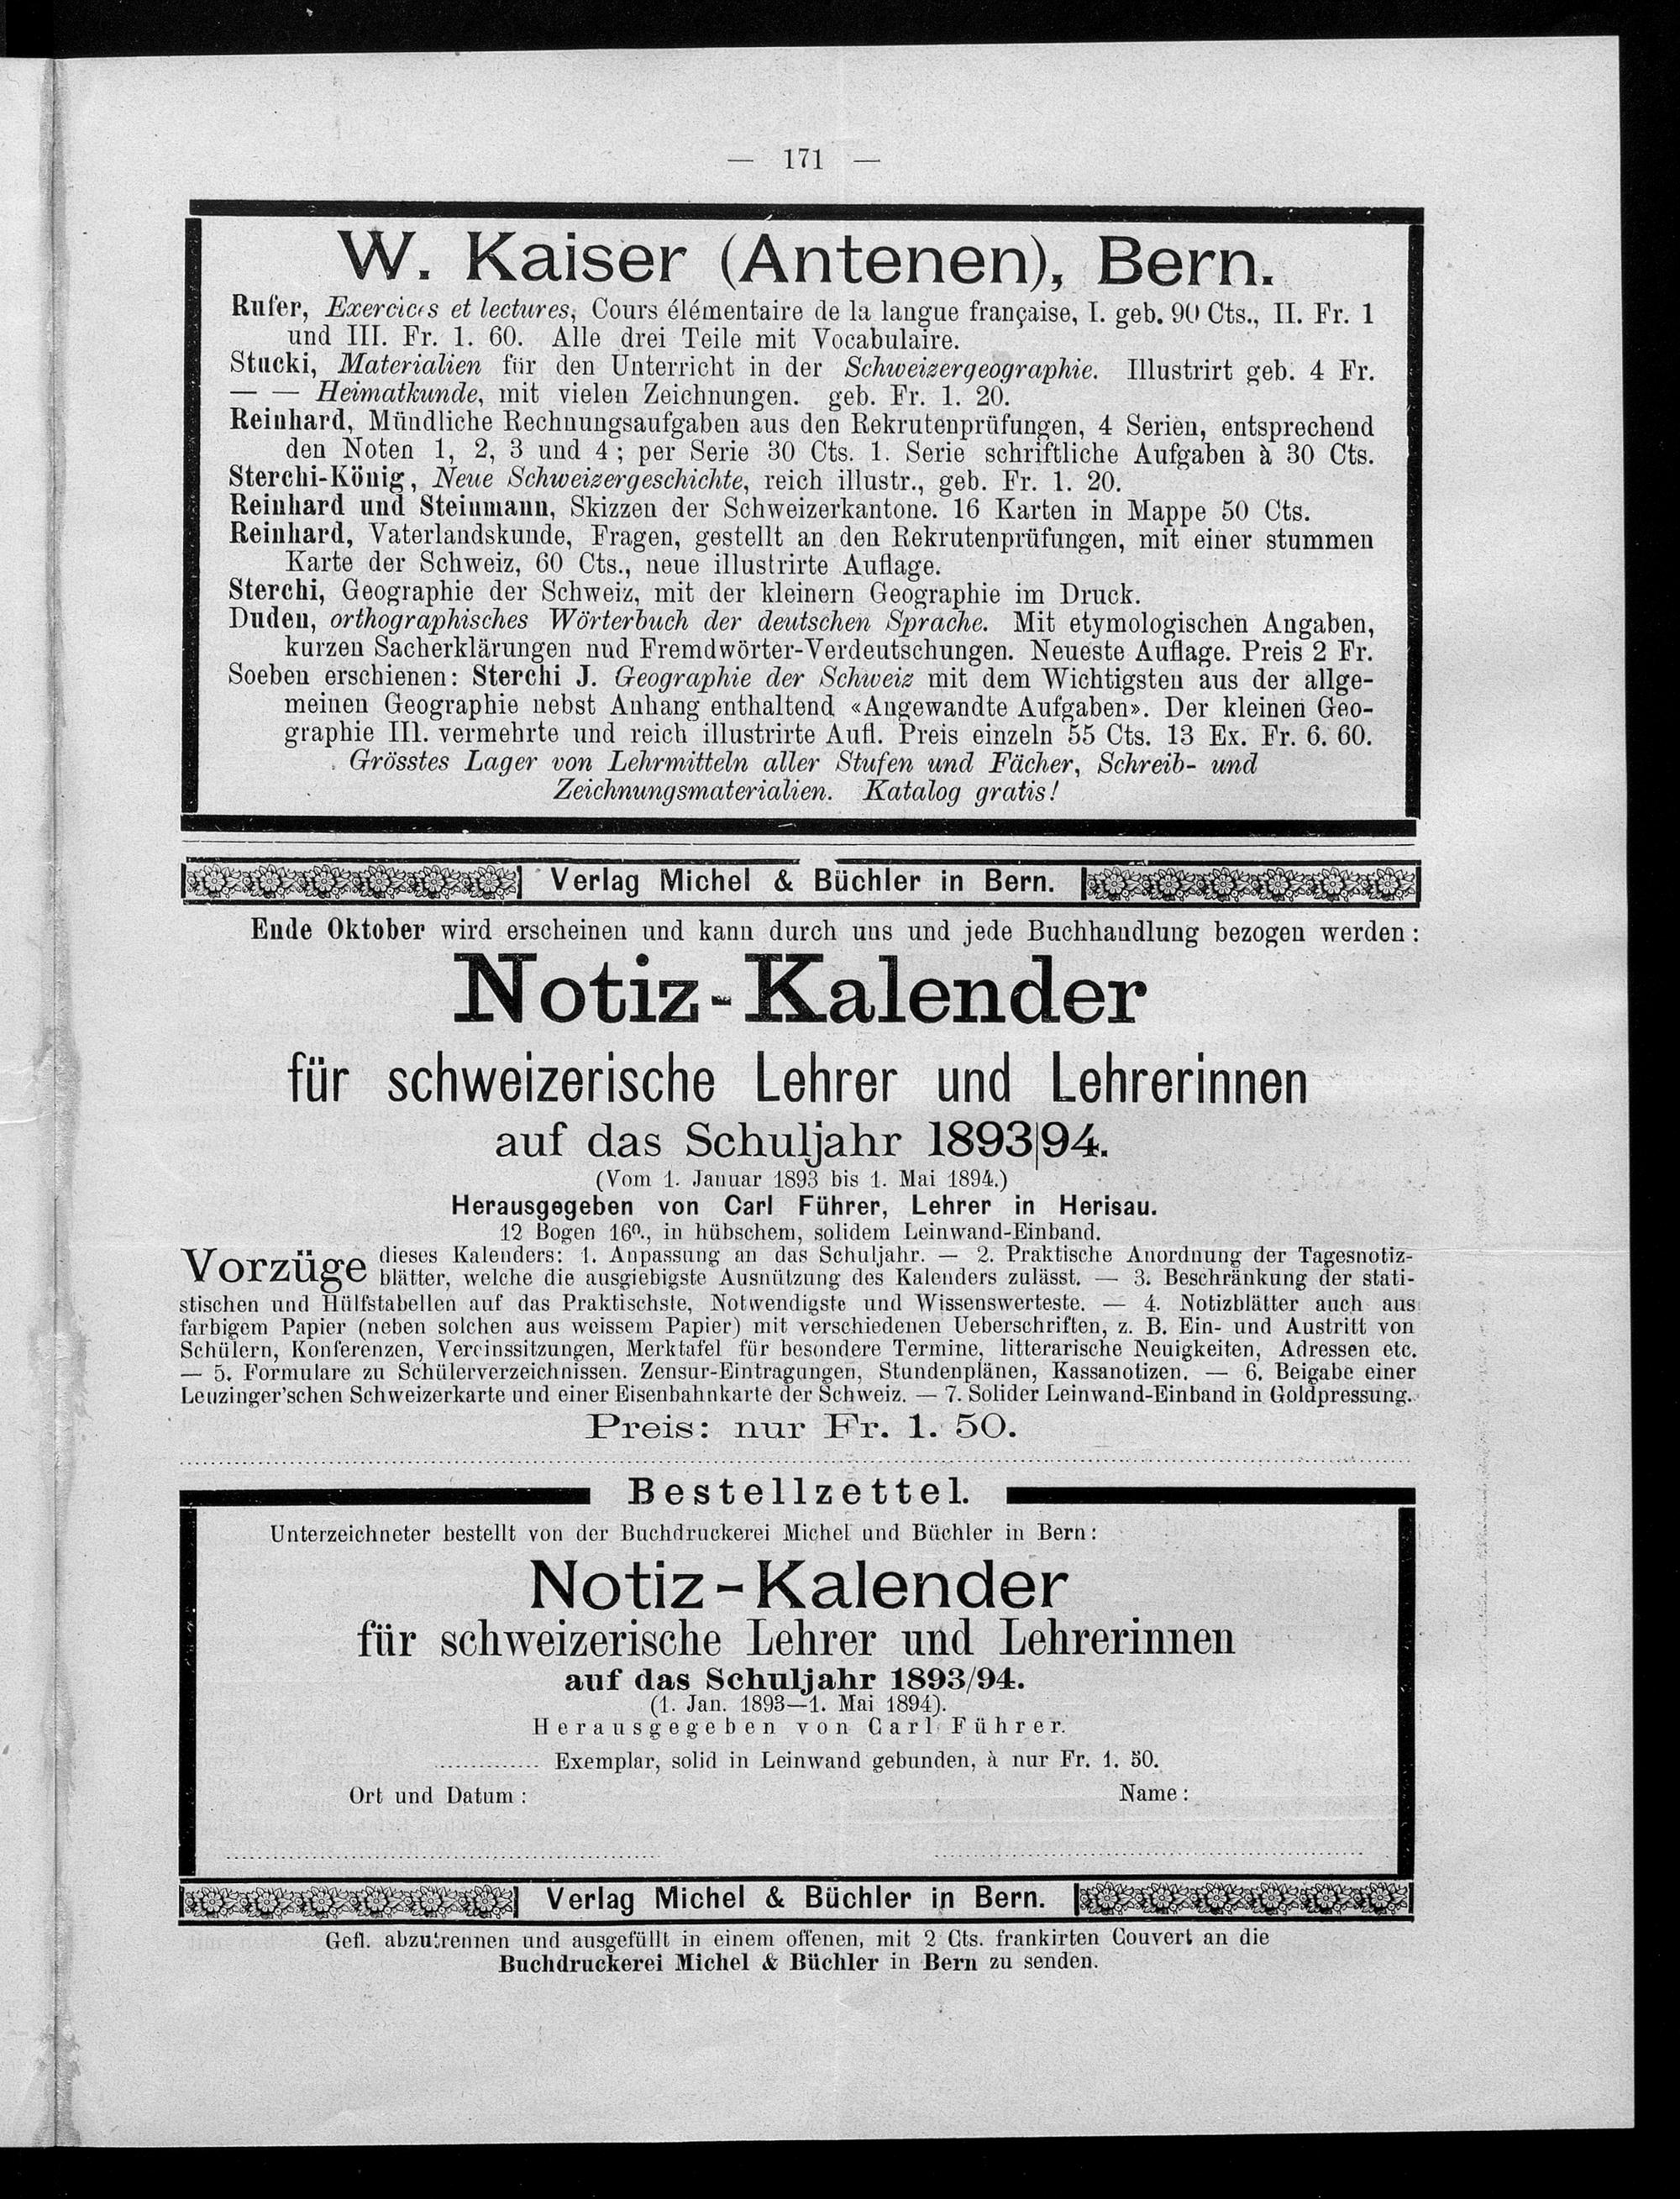 — 171 —
W. Kaiser (Antenen), Bern.
Rufer, Exercices et lectures, Cours élémentaire de la langue française, I. geb. 90 Cts., II. Fr. 1
und III. Fr. 1. 60. Alle drei Teile mit Vocabulaire.
Stucki, Materialien für den Unterricht in der Schweizergeographie. Illustrirt geb. 4 Fr.
— — Heimatkunde, mit vielen Zeichnungen. geb. Fr. 1. 20.
Reinhard, Mündliche Rechnungsaufgaben aus den Rekrutenprüfungen, 4 Serien, entsprechend
den Noten 1, 2, 3 und 4; per Serie 30 Cts. 1. Serie schriftliche Aufgaben à 30 Cts.
Sterchi-König, Neue Schweizergeschichte, reich illustr., geb. Fr. 1. 20.
Reinhard und Steinmann, Skizzen der Schweizerkantone. 16 Karten in Mappe 50 Cts.
Reinhard, Vaterlandskunde, Fragen, gestellt an den Rekrutenprüfungen, mit einer stummen
Karte der Schweiz, 60 Cts., neue illustrirte Auflage.
Sterchi, Geographie der Schweiz, mit der kleinern Geographie im Druck.
Duden, orthographisches Wörterbuch der deutschen Sprache. Mit etymologischen Angaben,
kurzen Sacherklärungen nud Fremdwörter-Verdeutschungen. Neueste Auflage. Preis 2 Fr.
Soeben erschienen: Sterchi J. Geographie der Schweiz mit dem Wichtigsten aus der allge-
meinen Geographie nebst Anhang enthaltend «Angewandte Aufgaben». Der kleinen Geo-
graphie III. vermehrte und reich illustrirte Aufl. Preis einzeln 55 Cts. 13 Ex. Fr. 6. 60.
Grösstes Lager von Lehrmitteln aller Stufen und Fächer, Schreib- und
Zeichnungsmaterialien. Katalog gratis!
Verlag Michel & Büchler in Bern.
Ende Oktober wird erscheinen und kann durch uns und jede Buchhandlung bezogen werden:
Notiz-Kalender
für schweizerische Lehrer und Lehrerinnen
auf das Schuljahr 1893|94.
(Vom 1. Januar 1893 bis 1. Mai 1894.)
Herausgegeben von Carl Führer, Lehrer in Herisau.
12 Bogen 16º., in hübschem, solidem Leinwand-Einband.
Vorzüge dieses Kalenders: 1. Anpassung an das Schuljahr. — 2. Praktische Anordnung der Tagesnotiz-
blätter, welche die ausgiebigste Ausnützung des Kalenders zulässt. — 3. Beschränkung der stati-
stischen und Hülfstabellen auf das Praktischste, Notwendigste und Wissenswerteste. — 4. Notizblätter auch aus
farbigem Papier (neben solchen aus weissem Papier) mit verschiedenen Ueberschriften, z. B. Ein- und Austritt von
Schülern, Konferenzen, Vereinssitzungen, Merktafel für besondere Termine, litterarische Neuigkeiten, Adressen etc.
— 5. Formulare zu Schülerverzeichnissen. Zensur-Eintragungen, Stundenplänen, Kassanotizen. — 6. Beigabe einer
Leuzinger'schen Schweizerkarte und einer Eisenbahnkarte der Schweiz. — 7. Solider Leinwand-Einband in Goldpressung.
Preis: nur Fr. 1. 50.
Bestellzettel.
Unterzeichneter bestellt von der Buchdruckerei Michel und Büchler in Bern:
Notiz-Kalender
für schweizerische Lehrer und Lehrerinnen
auf das Schuljahr 1893/94.
(1. Jan. 1893—1. Mai 1894).
Herausgegeben von Carl Führer.
.............. Exemplar, solid in Leinwand gebunden, à nur Fr. 1. 50.
Ort und Datum: Name:
Verlag Michel & Büchler in Bern.
Gefl. abzutrennen und ausgefüllt in einem offenen, mit 2 Cts. frankirten Couvert an die
Buchdruckerei Michel & Büchler in Bern zu senden.